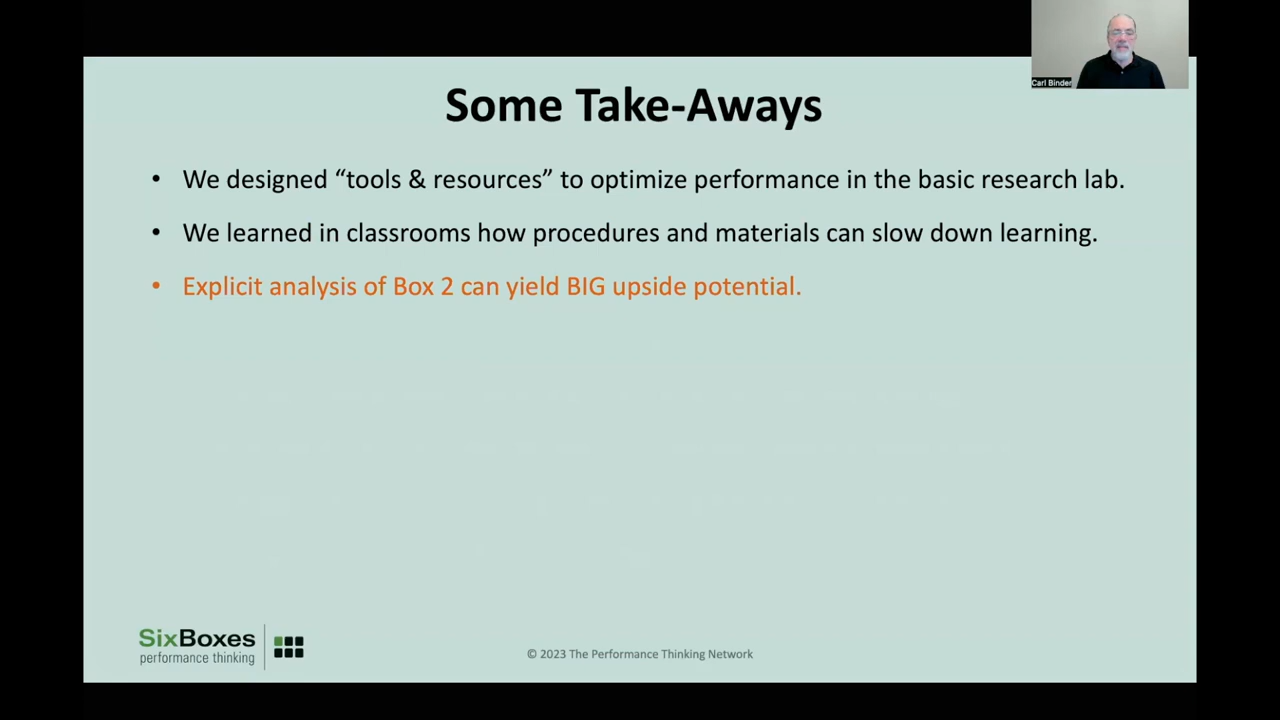 Carl Binder
Some Take-Aways
• We designed “tools & resources” to optimize performance in the basic research lab.
• We learned in classrooms how procedures and materials can slow down learning.
• Explicit analysis of Box 2 can yield BIG upside potential.
SixBoxes
performance thinking
© 2023 The Performance Thinking Network